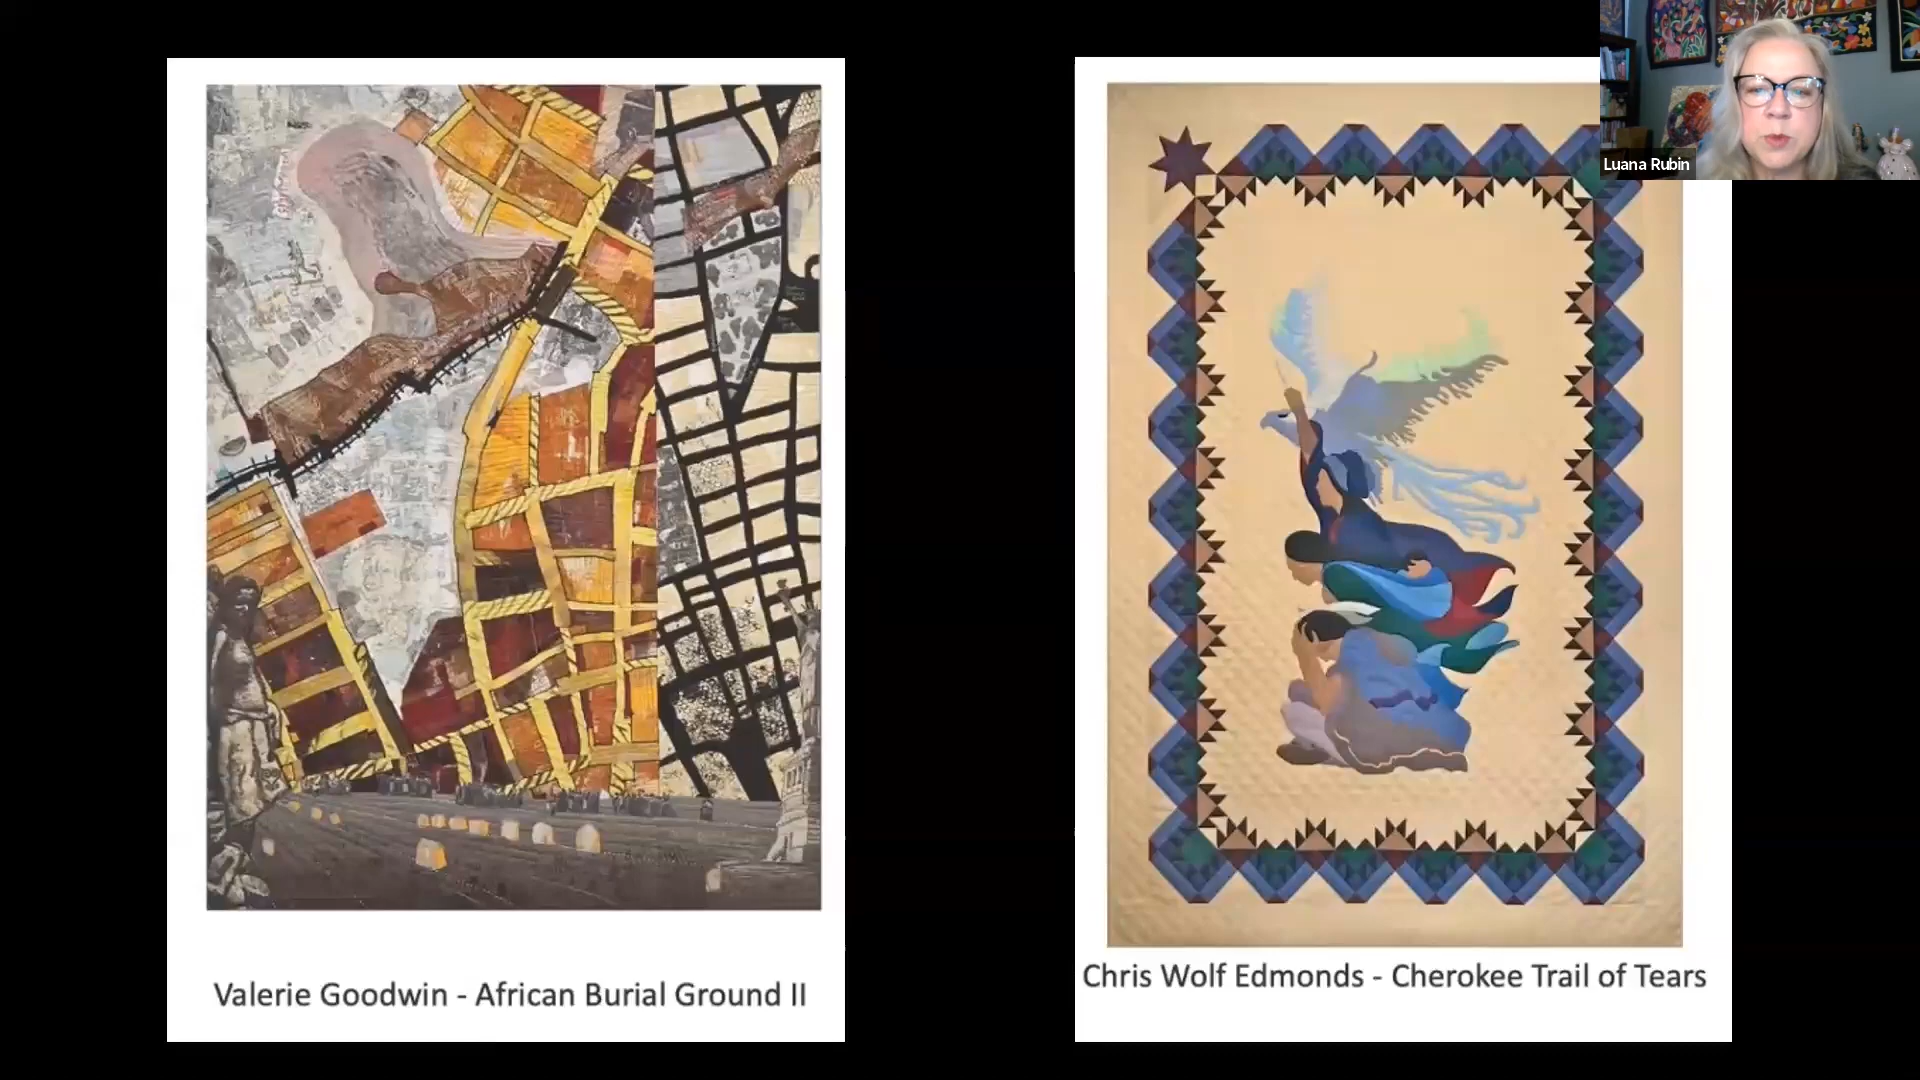 Luana Rubin
Valerie Goodwin - African Burial Ground II
Chris Wolf Edmonds - Cherokee Trail of Tears